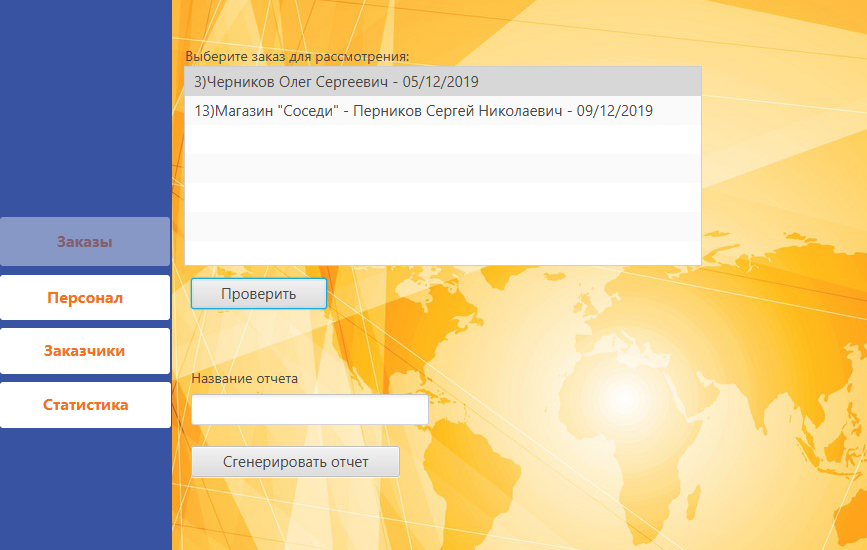 Выберите заказ для рассмотрения:
3)Черников Олег Сергеевич - 05/12/2019
13)Магазин "Соседи" - Перников Сергей Николаевич - 09/12/2019
Заказы
Персонал
Заказчики
Статистика
Проверить
Название отчета
Сгенерировать отчет